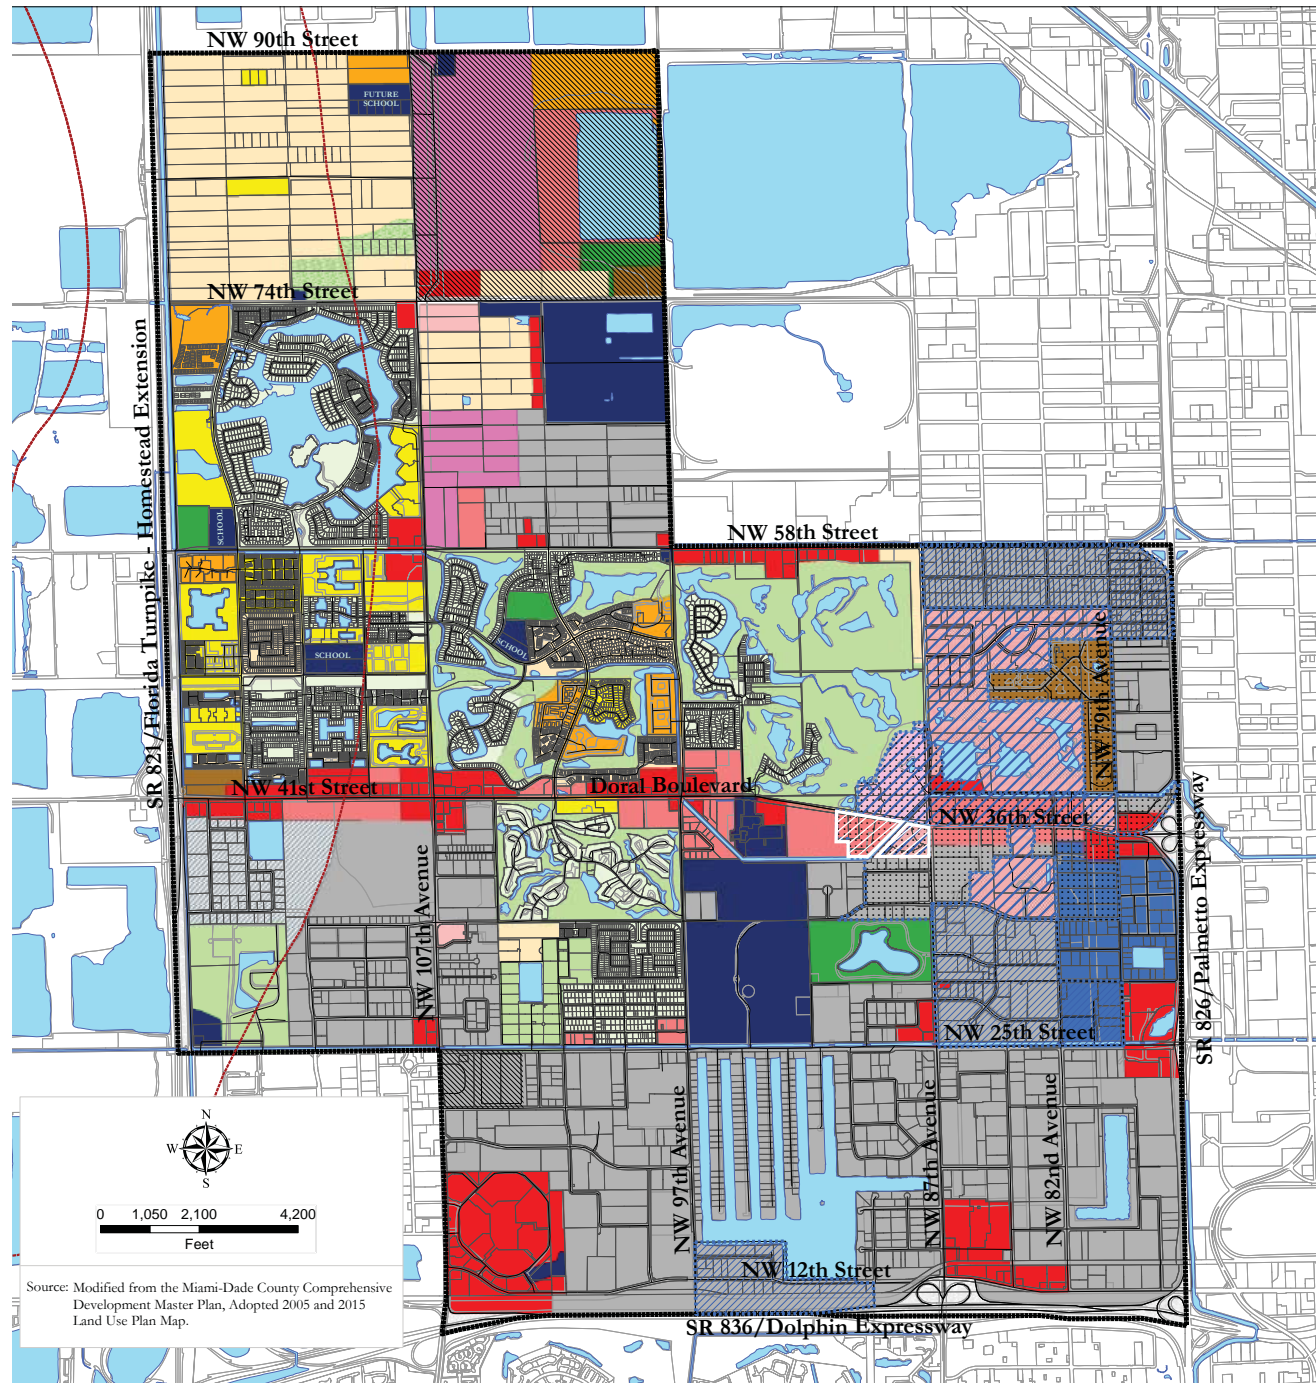 NW 90th Street
FUTURE
SCHOOL
NW 74th Street
SR 821/Florida Turnpike - Homestead Extension
SCHOOL
NW 58th Street
SCHOOL
SCHOOL
NW 79th Avenue
NW 41st Street
Doral Boulevard
NW 36th Street
NW 107th Avenue
SR 826/Palmetto Expressway
NW 25th Street
NW 97th Avenue
NW 87th Avenue
NW 82nd Avenue
N
W
E
S
0 1,050 2,100 4,200
Feet
NW 12th Street
Source: Modified from the Miami-Dade County Comprehensive
Development Master Plan, Adopted 2005 and 2015
Land Use Plan Map.
SR 836/Dolphin Expressway